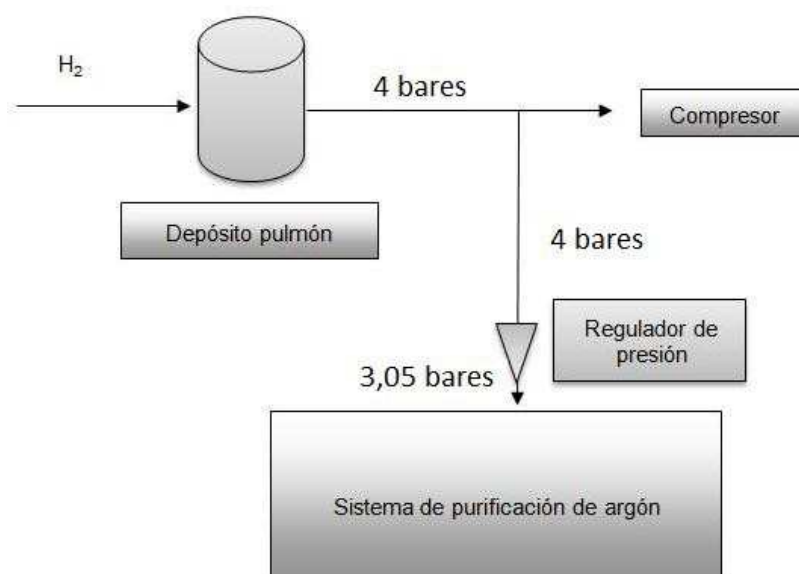 H₂
4 bares
Compresor
Depósito pulmón
4 bares
Regulador de
presión
3,05 bares
Sistema de purificación de argón